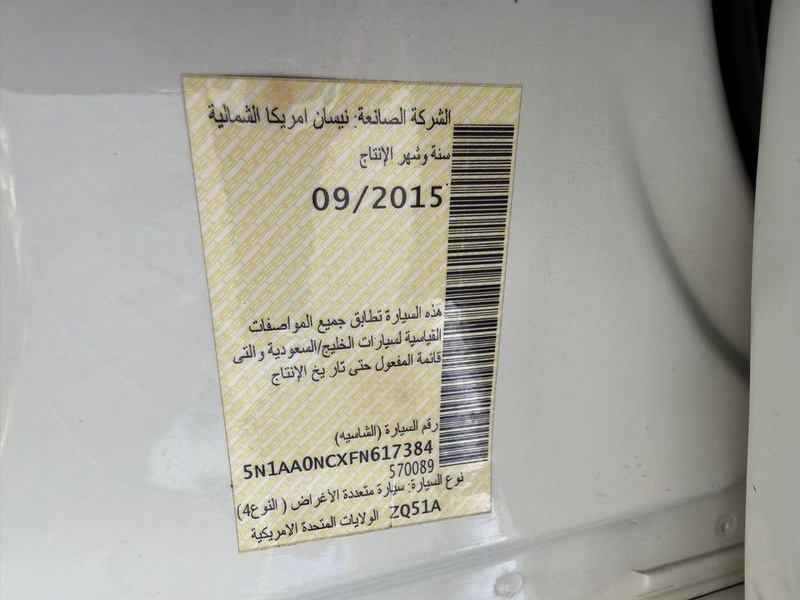 الشركة الصانعة: نيسان امريكا الشمالية
سنة وشهر الإنتاج
09/2015
هذه السيارة تطابق جميع المواصفات
القياسية لسيارات الخليج/السعودية والتى
قائمة المفعول حتى تاريخ الإنتاج
رقم السيارة (الشاسيه)
5N1AA0NCXFN617384
570089
نوع السيارة: سيارة متعددة الأغراض ( النوع4)
ZQ51A الولايات المتحدة الامريكية